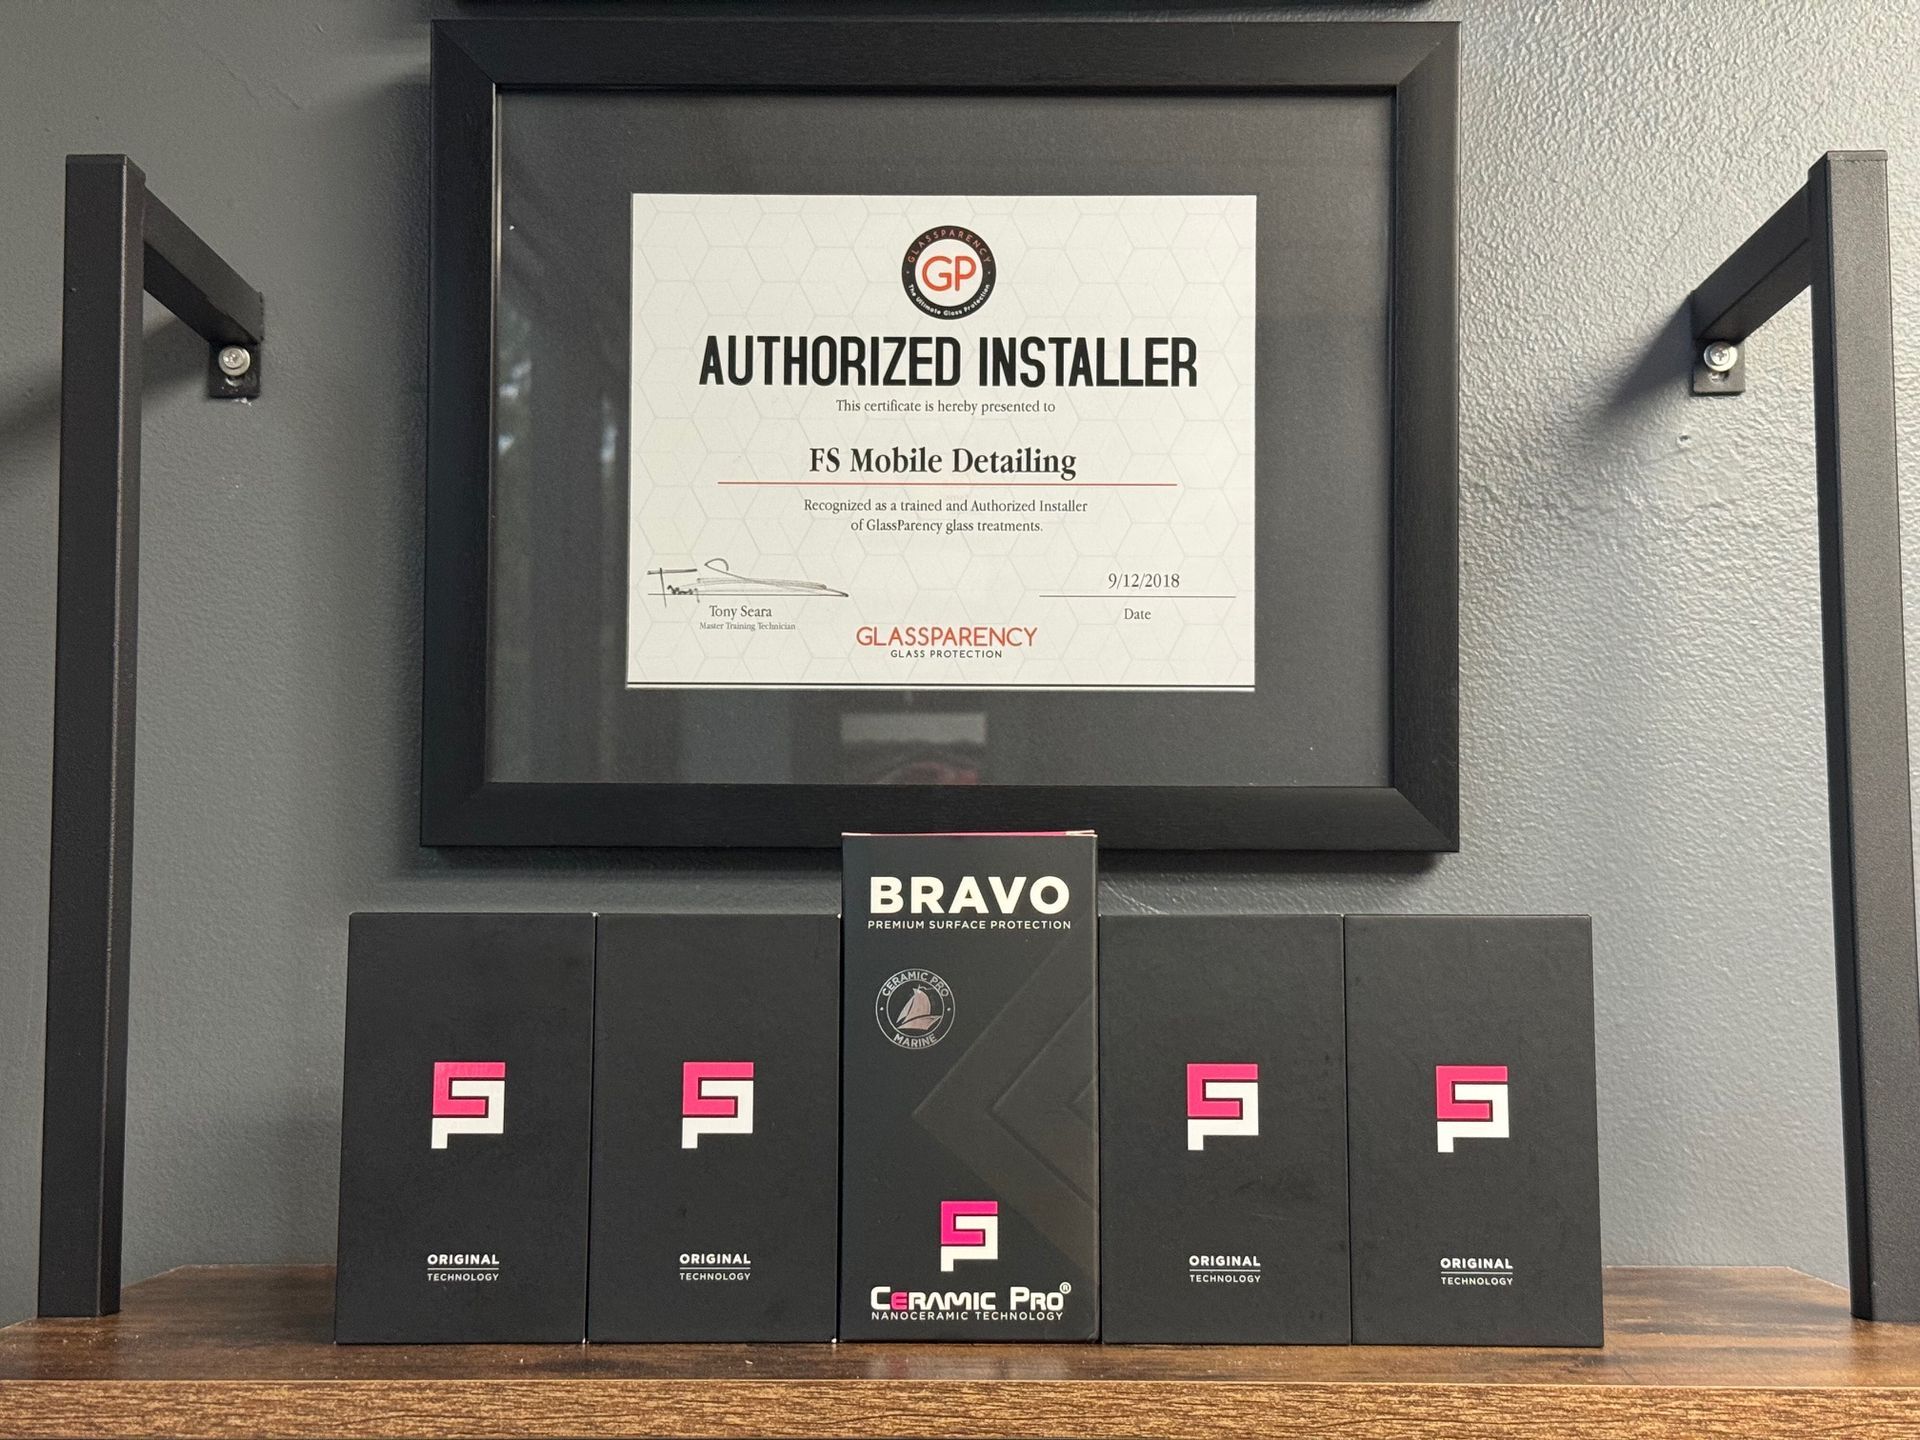 GLASSPARENCY
GP
The Ultimate Glass Protection
AUTHORIZED INSTALLER
This certificate is hereby presented to
FS Mobile Detailing
Recognized as a trained and Authorized Installer
of GlassParency glass treatments.
9/12/2018
Tony Seara
Date
Master Training Technician
GLASSPARENCY
GLASS PROTECTION
BRAVO
PREMIUM SURFACE PROTECTION
CERAMIC PRO
MARINE
ORIGINAL
TECHNOLOGY
ORIGINAL
TECHNOLOGY
CERAMIC PRO®
NANOCERAMIC TECHNOLOGY
ORIGINAL
TECHNOLOGY
ORIGINAL
TECHNOLOGY